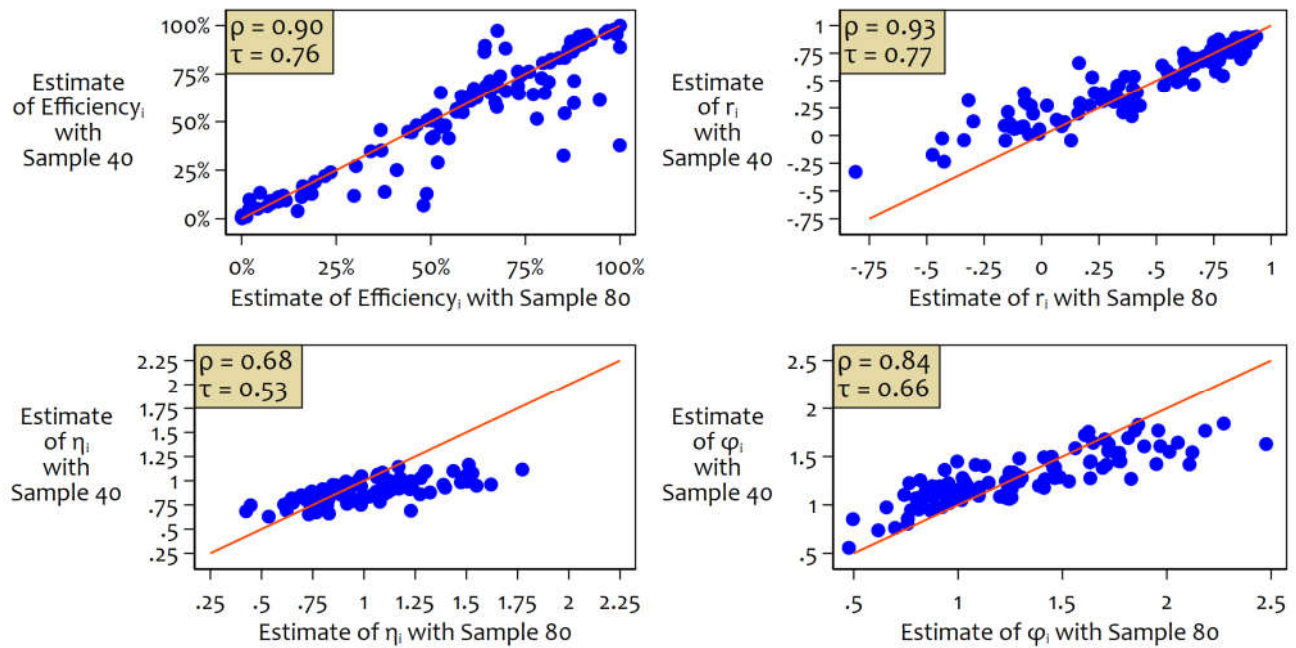 ρ = 0.90
τ = 0.76
Estimate
of Efficiencyᵢ
with
Sample 40
100%
75%
50%
25%
0%
0% 25% 50% 75% 100%
Estimate of Efficiencyᵢ with Sample 80
ρ = 0.93
τ = 0.77
Estimate
of rᵢ
with
Sample 40
1
.75
.5
.25
0
-.25
-.5
-.75
-.75 -.5 -.25 0 .25 .5 .75 1
Estimate of rᵢ with Sample 80
ρ = 0.68
τ = 0.53
Estimate
of ηᵢ
with
Sample 40
2.25
2
1.75
1.5
1.25
1
.75
.5
.25
.25 .5 .75 1 1.25 1.5 1.75 2 2.25
Estimate of ηᵢ with Sample 80
ρ = 0.84
τ = 0.66
Estimate
of φᵢ
with
Sample 40
2.5
2
1.5
1
.5
.5 1 1.5 2 2.5
Estimate of φᵢ with Sample 80